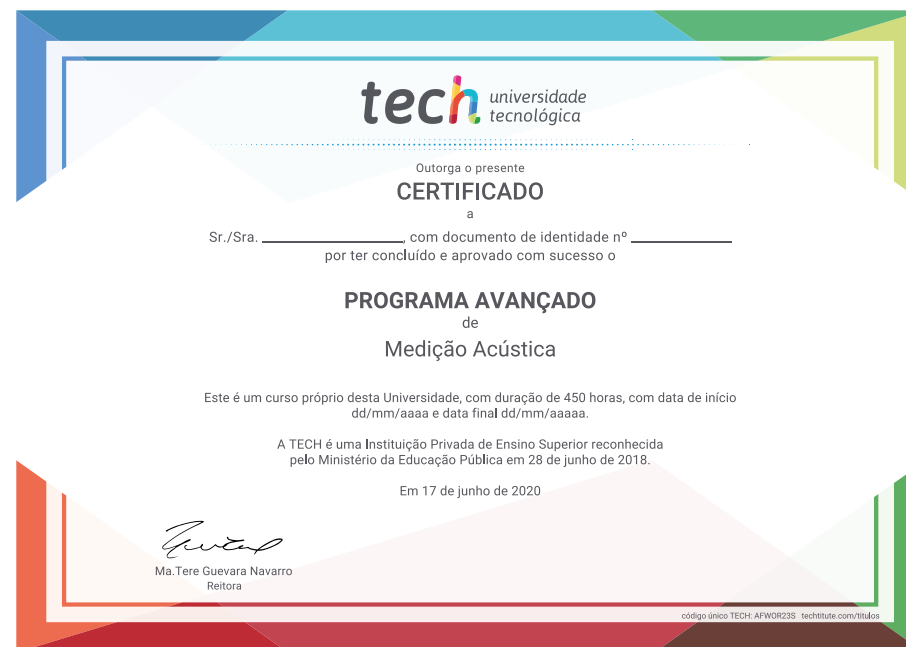 tech universidade
tecnológica
Outorga o presente
CERTIFICADO
a
Sr./Sra. ______________, com documento de identidade nº __________
por ter concluído e aprovado com sucesso o
PROGRAMA AVANÇADO
de
Medição Acústica
Este é um curso próprio desta Universidade, com duração de 450 horas, com data de início
dd/mm/aaaa e data final dd/mm/aaaaa.
A TECH é uma Instituição Privada de Ensino Superior reconhecida
pelo Ministério da Educação Pública em 28 de junho de 2018.
Em 17 de junho de 2020
Ma.Tere Guevara Navarro
Reitora
código único TECH: AFWOR23S techtitute.com/titulos